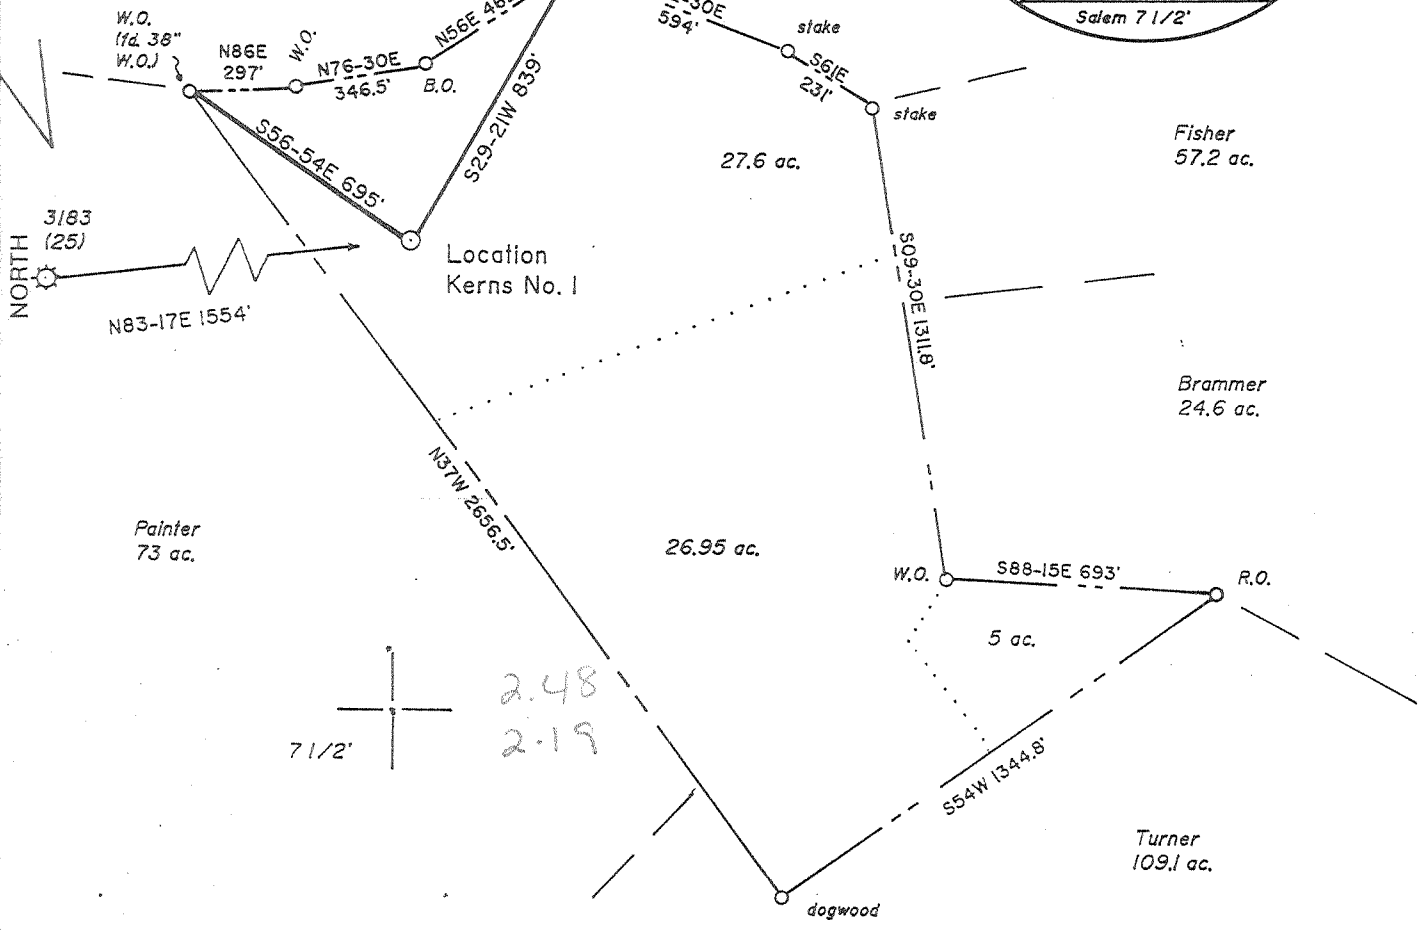 W.O.
(fd. 38"
W.O.)
N86E
297'
W.O.
N76-30E
346.5'
B.O.
N56E
S29-21W 839'
S56-54E 695'
594'
stake
S61E
231'
stake
Salem 7 1/2'
Fisher
57.2 ac.
27.6 ac.
3183
(25)
NORTH
N83-17E 1554'
Location
Kerns No. 1
S09-30E 1311.8'
Brammer
24.6 ac.
N37W 2656.5'
Painter
73 ac.
26.95 ac.
W.O.
S88-15E 693'
R.O.
5 ac.
2.48
2.19
7 1/2'
S54W 1344.8'
Turner
109.1 ac.
dogwood